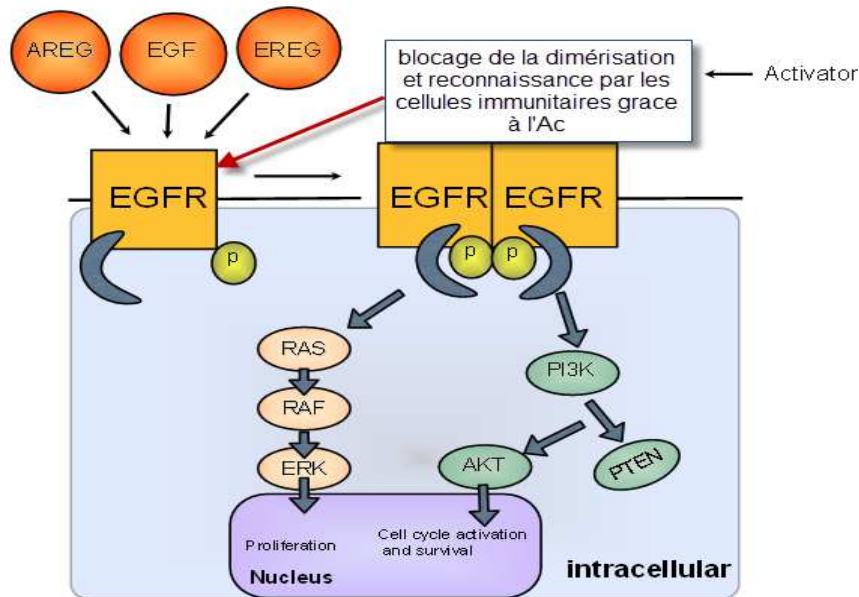 AREG
EGF
EREG
blocage de la dimérisation
et reconnaissance par les
cellules immunitaires grace
à l'Ac
Activator
EGFR
EGFR
EGFR
p
p
p
RAS
RAF
ERK
PI3K
AKT
PTEN
Proliferation
Cell cycle activation
and survival
Nucleus
intracellular